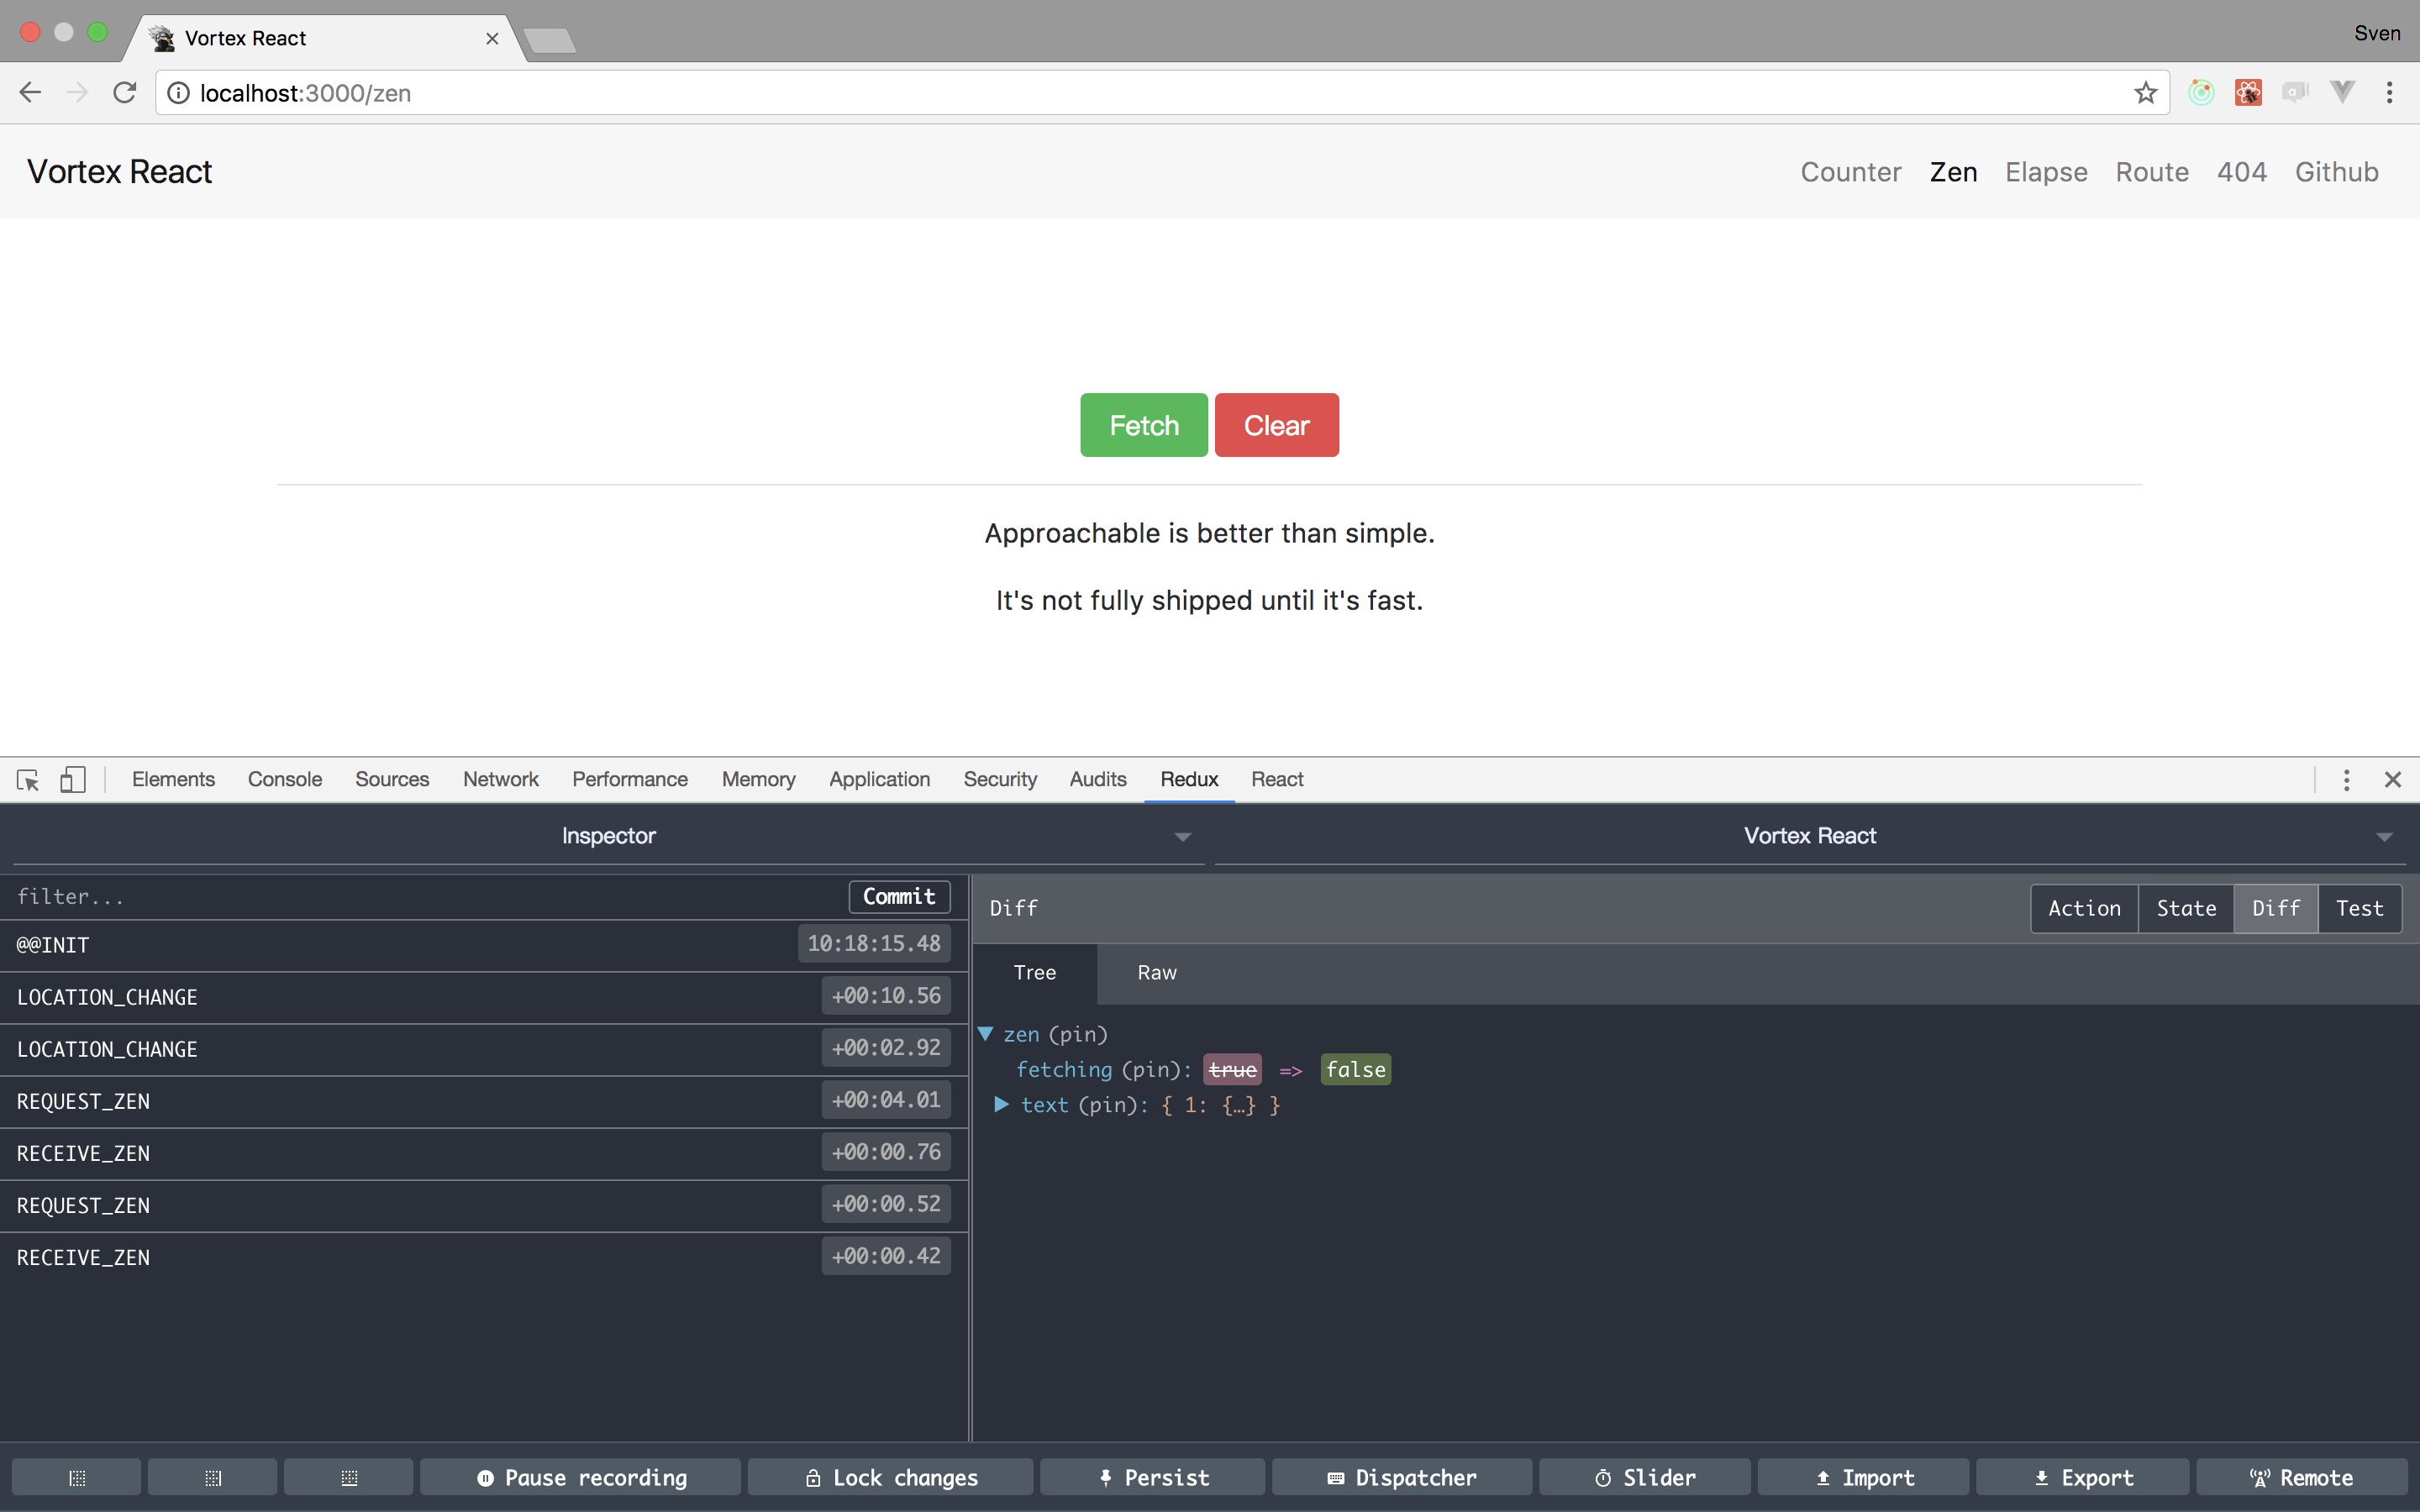 Vortex React
Sven
localhost:3000/zen
Vortex React
Counter Zen Elapse Route 404 Github
Fetch Clear
Approachable is better than simple.
It's not fully shipped until it's fast.
Elements Console Sources Network Performance Memory Application Security Audits Redux React
Inspector
Vortex React
filter...
Commit
@@INIT 10:18:15.48
LOCATION_CHANGE +00:10.56
LOCATION_CHANGE +00:02.92
REQUEST_ZEN +00:04.01
RECEIVE_ZEN +00:00.76
REQUEST_ZEN +00:00.52
RECEIVE_ZEN +00:00.42
Diff
Action State Diff Test
Tree Raw
zen (pin)
fetching (pin): true => false
text (pin): { 1: {…} }
Pause recording Lock changes Persist Dispatcher Slider Import Export Remote